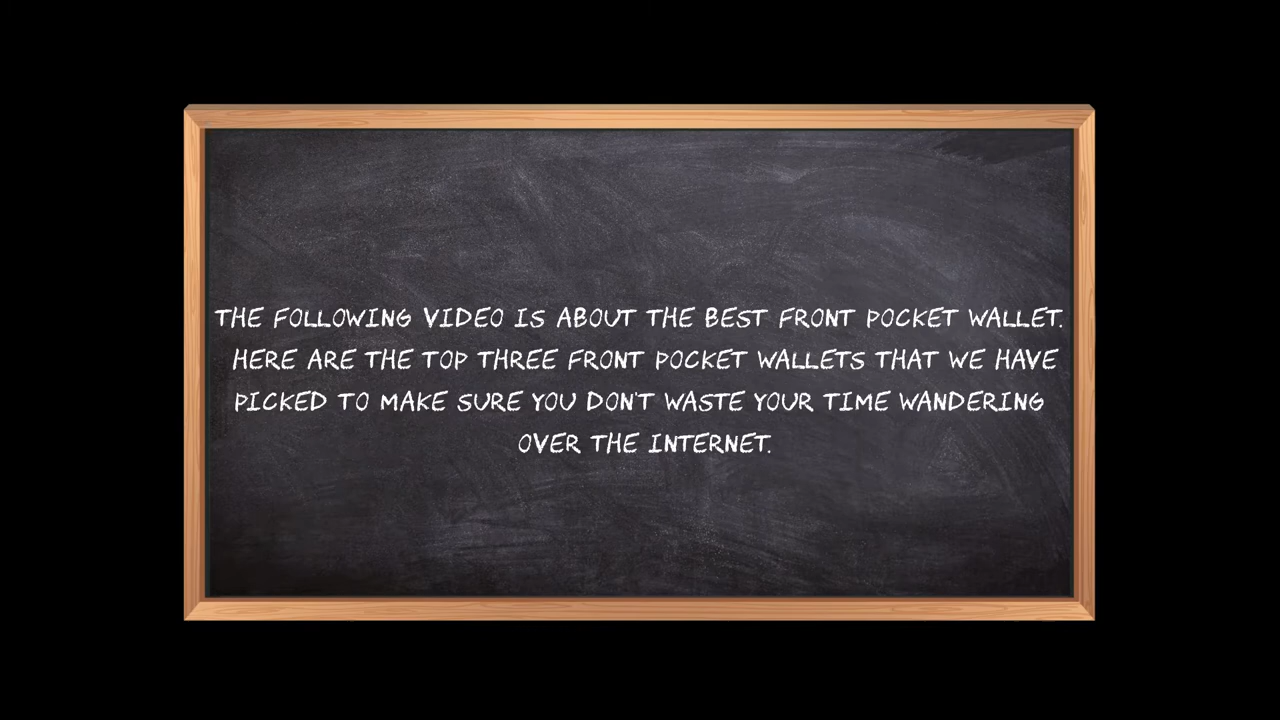 THE FOLLOWING VIDEO IS ABOUT THE BEST FRONT POCKET WALLET.
HERE ARE THE TOP THREE FRONT POCKET WALLETS THAT WE HAVE
PICKED TO MAKE SURE YOU DON'T WASTE YOUR TIME WANDERING
OVER THE INTERNET.